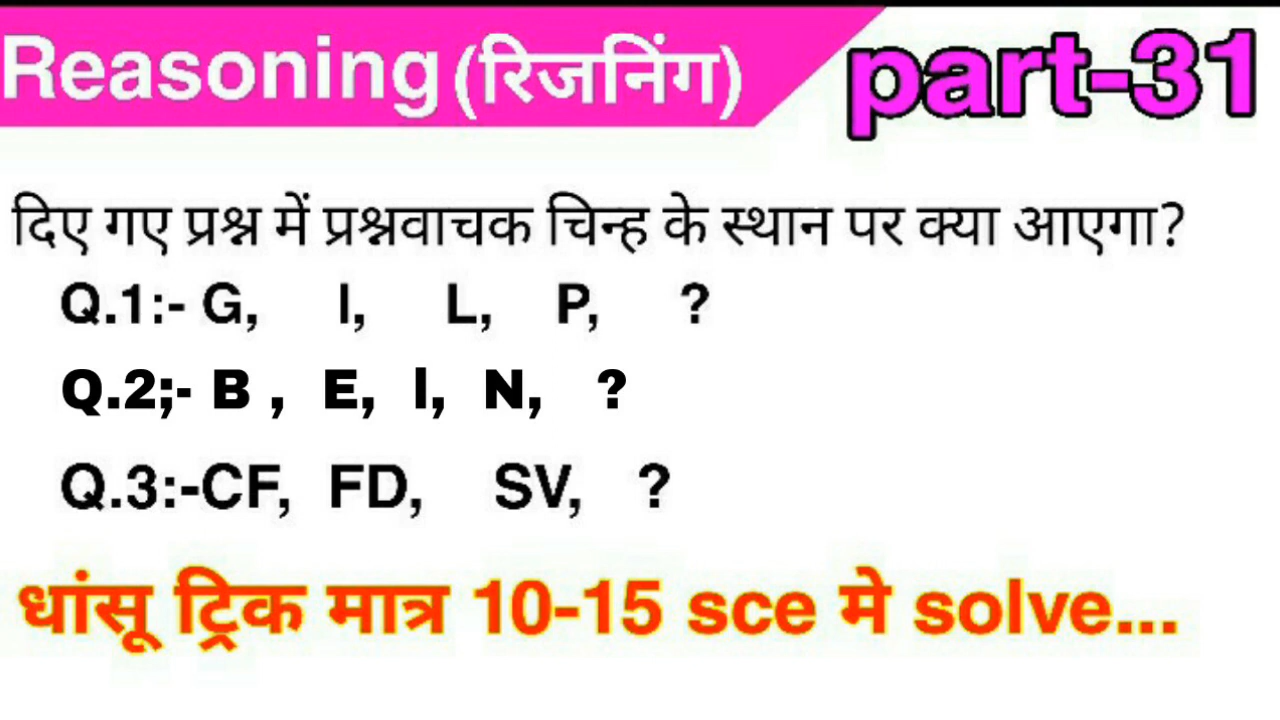 Reasoning (रिजनिंग) part-31
दिए गए प्रश्न में प्रश्नवाचक चिन्ह के स्थान पर क्या आएगा?
Q.1:- G, I, L, P, ?
Q.2;- B , E, I, N, ?
Q.3:-CF, FD, SV, ?
धांसू ट्रिक मात्र 10-15 sce मे solve...